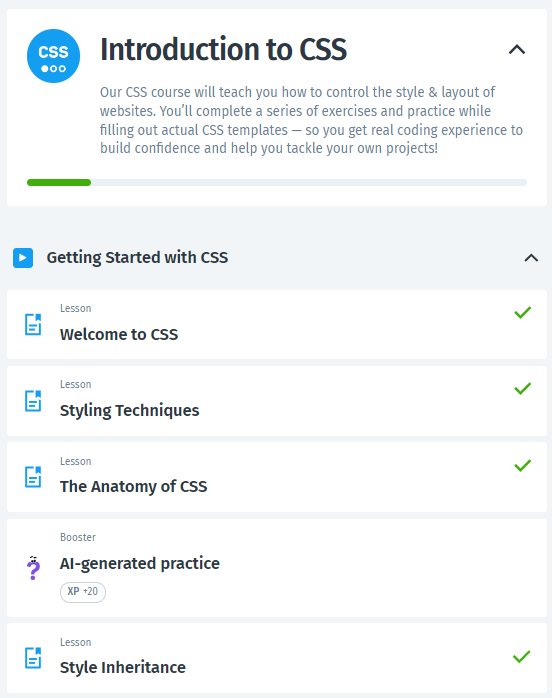 CSS
Introduction to CSS
Our CSS course will teach you how to control the style & layout of
websites. You’ll complete a series of exercises and practice while
filling out actual CSS templates — so you get real coding experience to
build confidence and help you tackle your own projects!
Getting Started with CSS
Lesson
Welcome to CSS
Lesson
Styling Techniques
Lesson
The Anatomy of CSS
Booster
AI-generated practice
XP +20
Lesson
Style Inheritance